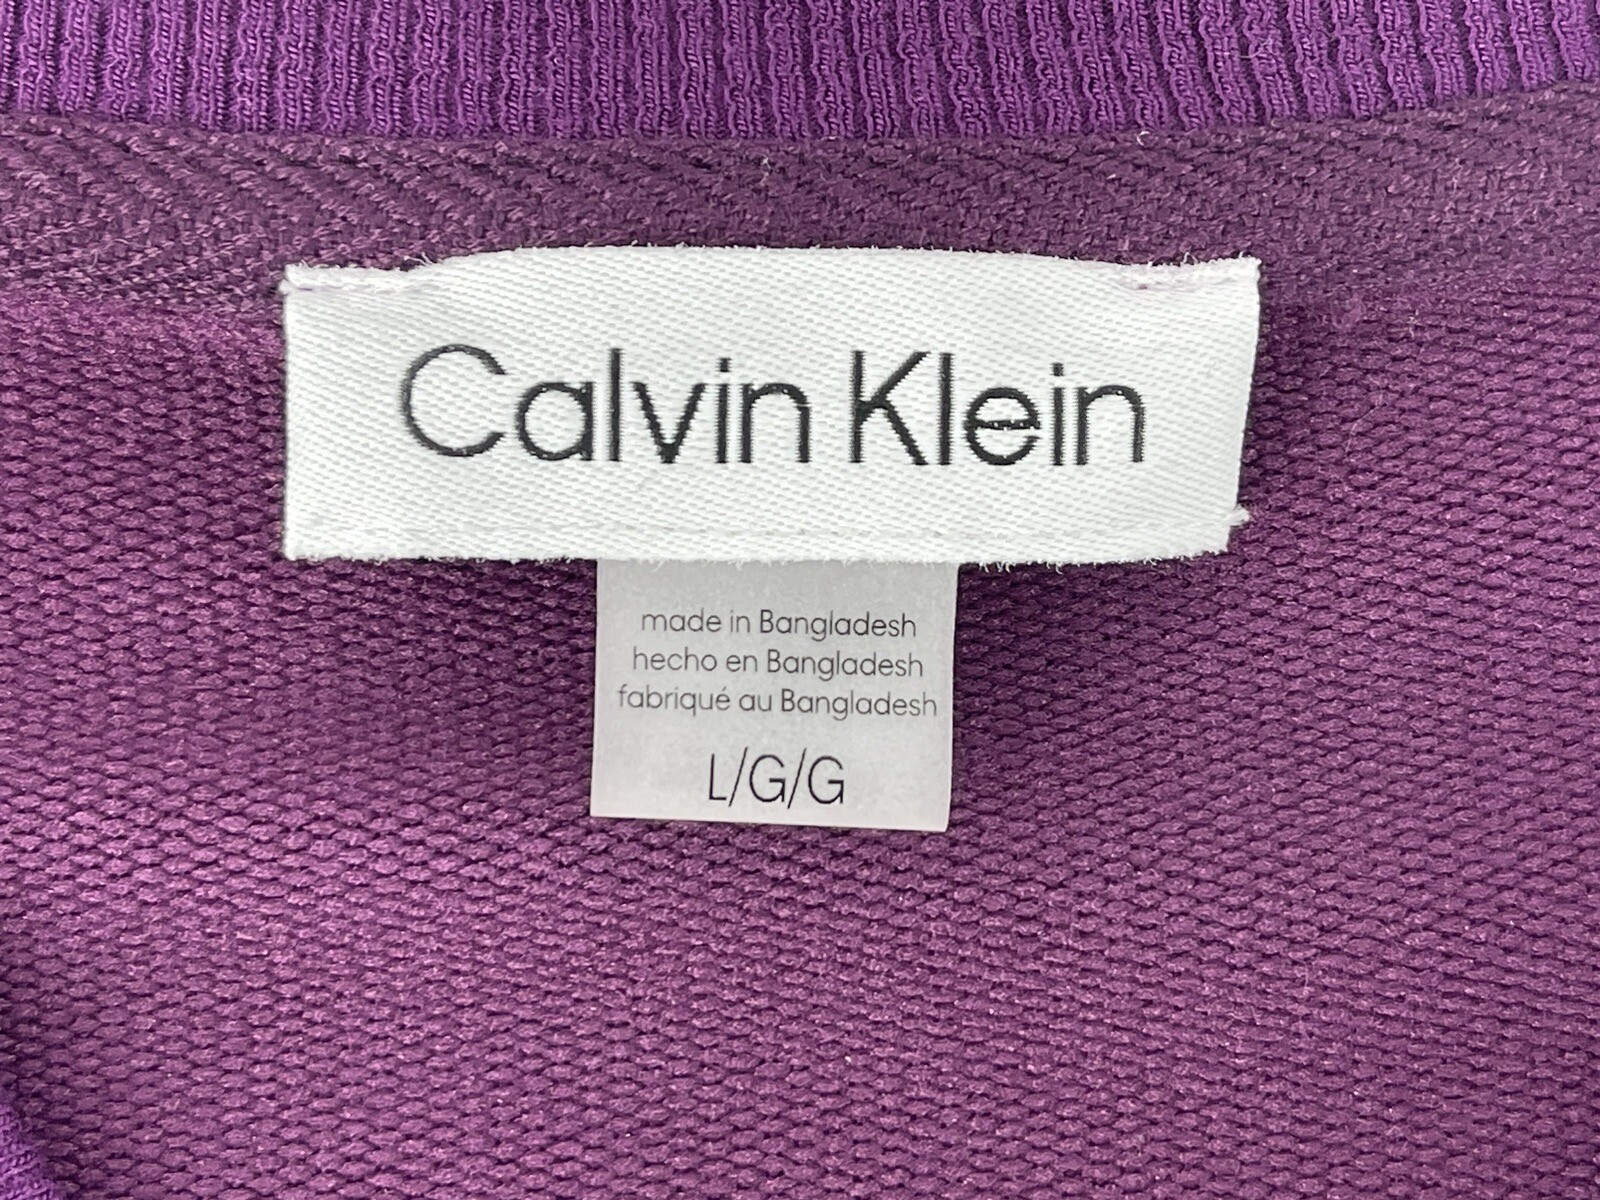 Calvin Klein
made in Bangladesh
hecho en Bangladesh
fabriqué au Bangladesh
L/G/G